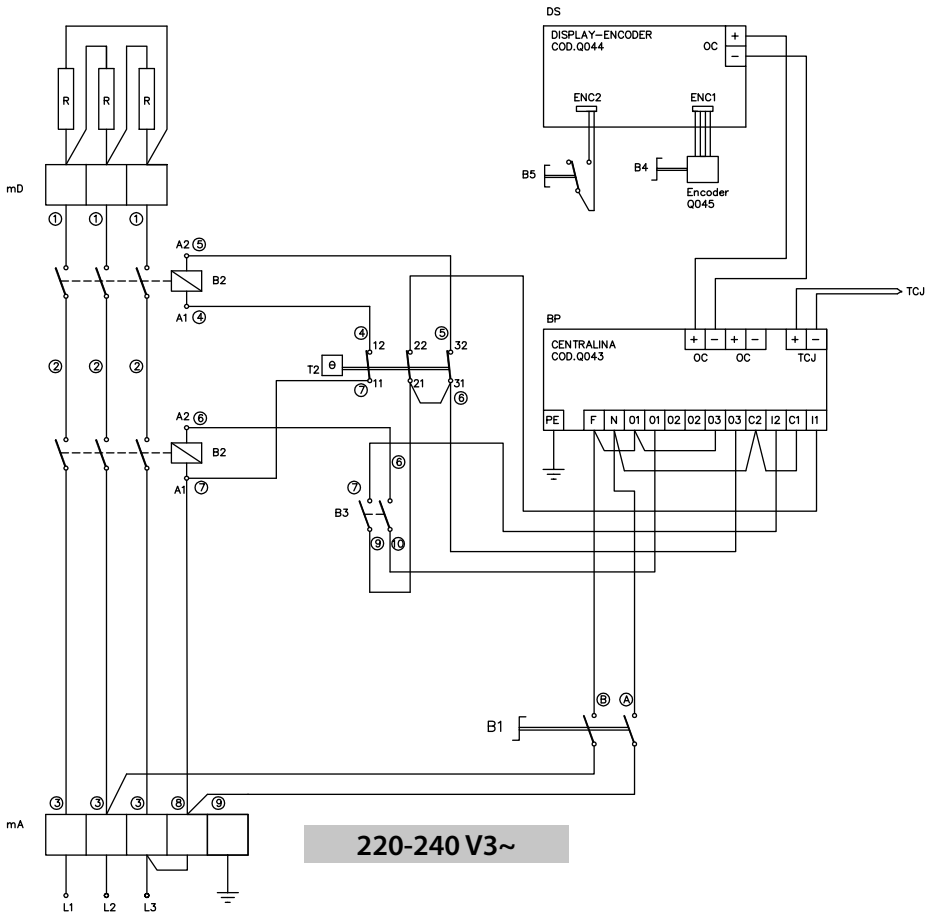 DS
DISPLAY-ENCODER
COD.Q044
OC
+
-
ENC2
ENC1
R R R
B5
B4
Encoder
Q045
mD
① ① ①
A2 ⑤
B2
A1 ④
TCJ
BP
CENTRALINA
COD.Q043
+ - + - + -
OC OC TCJ
④ 12 22 ⑤ 32
T2 θ
⑦ 11 21 31 ⑥
② ② ②
PE F N 01 01 02 02 03 03 C2 I2 C1 I1
A2 ⑥
B2
A1 ⑦
⑥
⑦
B3
⑨ ⑩
Ⓑ Ⓐ
B1
③ ③ ③ ⑧ ⑨
mA
220-240 V3~
L1 L2 L3